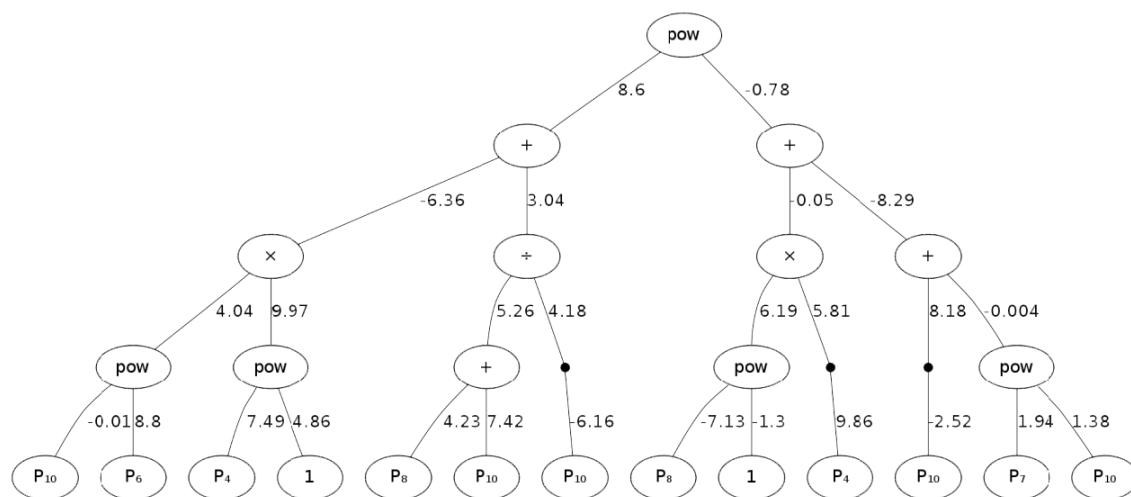 pow
8.6 -0.78
+ +
-6.36 3.04 -0.05 -8.29
× ÷ × +
4.04 9.97 5.26 4.18 6.19 5.81 8.18 -0.004
pow pow + pow pow
-0.01 8.8 7.49 4.86 4.23 7.42 -6.16 -7.13 -1.3 9.86 -2.52 1.94 1.38
P₁₀ P₆ P₄ 1 P₈ P₁₀ P₁₀ P₈ 1 P₄ P₁₀ P₇ P₁₀